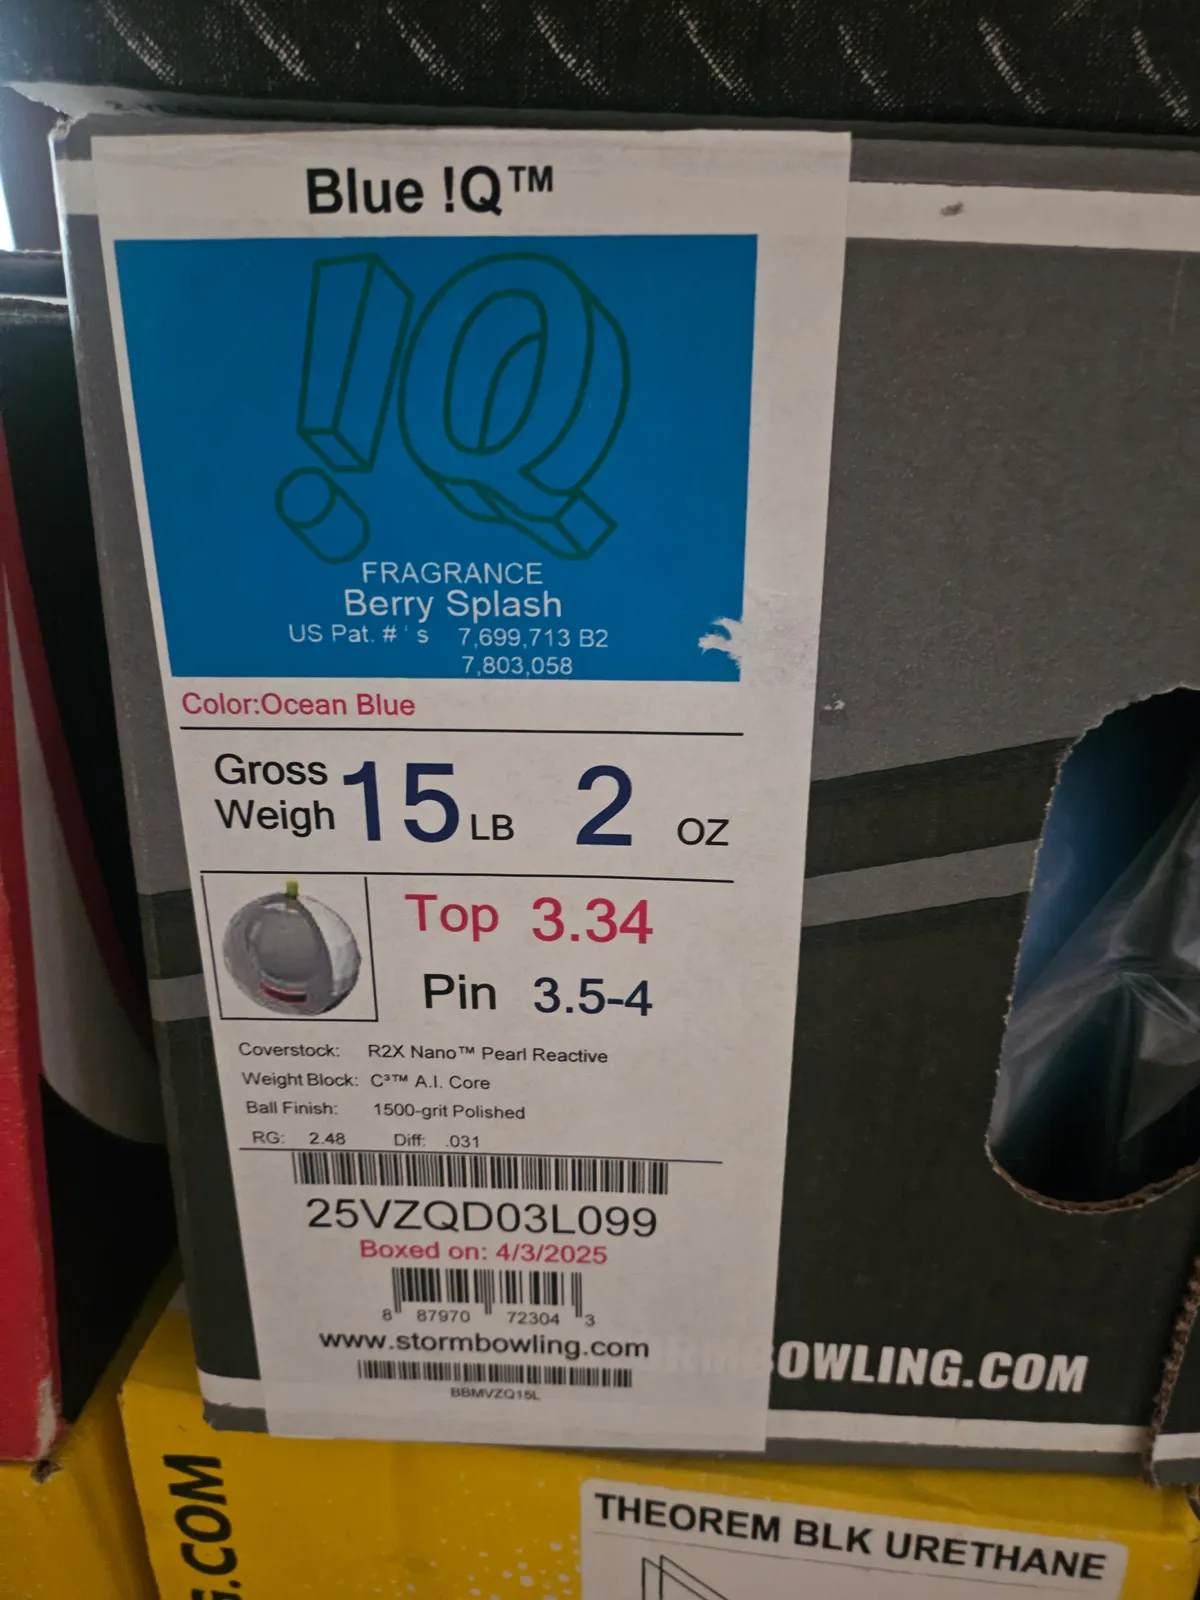 Blue !Q™
!Q
FRAGRANCE
Berry Splash
US Pat. # ' s 7,699,713 B2
7,803,058
Color:Ocean Blue
Gross
Weigh 15 LB 2 OZ
Top 3.34
Pin 3.5-4
Coverstock: R2X Nano™ Pearl Reactive
Weight Block: C³™ A.I. Core
Ball Finish: 1500-grit Polished
RG: 2.48 Diff: .031
25VZQD03L099
Boxed on: 4/3/2025
8 87970 72304 3
www.stormbowling.com
BBMVZQ15L
OWLING.COM
.COM
THEOREM BLK URETHANE